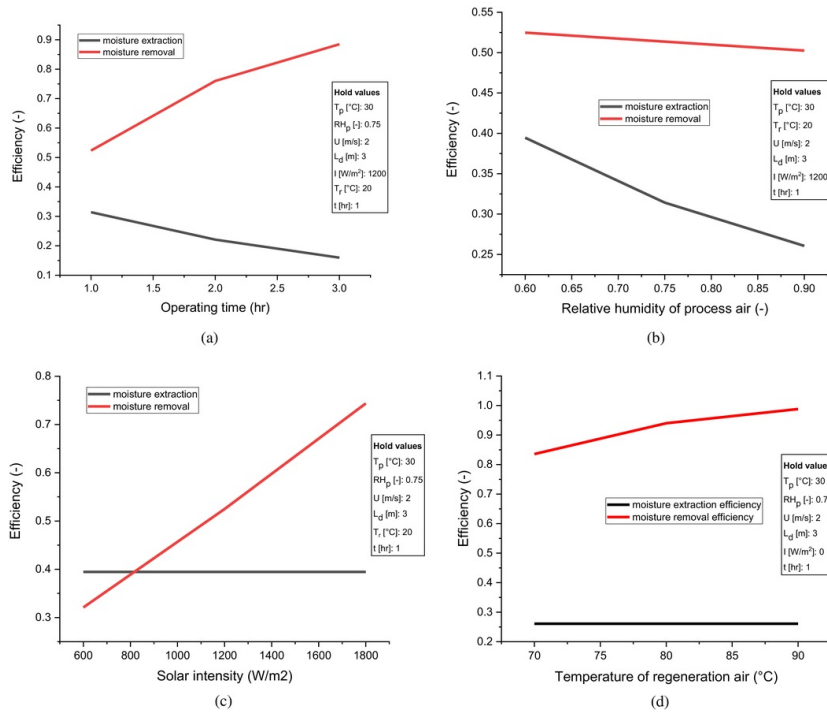 moisture extraction
moisture removal
Hold values
Tp [°C]: 30
RHp [-]: 0.75
U [m/s]: 2
Ld [m]: 3
I [W/m²]: 1200
Tr [°C]: 20
t [hr]: 1
0.9
0.8
0.7
0.6
0.5
0.4
0.3
0.2
0.1
Efficiency (-)
1.0 1.5 2.0 2.5 3.0
Operating time (hr)
(a)
0.55
0.50
0.45
0.40
0.35
0.30
0.25
Efficiency (-)
moisture extraction
moisture removal
Hold values
Tp [°C]: 30
Tr [°C]: 20
U [m/s]: 2
Ld [m]: 3
I [W/m²]: 1200
t [hr]: 1
0.60 0.65 0.70 0.75 0.80 0.85 0.90
Relative humidity of process air (-)
(b)
0.8
0.7
0.6
0.5
0.4
0.3
Efficiency (-)
moisture extraction
moisture removal
Hold values
Tp [°C]: 30
RHp [-]: 0.75
U [m/s]: 2
Ld [m]: 3
Tr [°C]: 20
t [hr]: 1
600 800 1000 1200 1400 1600 1800
Solar intensity (W/m2)
(c)
1.1
1.0
0.9
0.8
0.7
0.6
0.5
0.4
0.3
0.2
Efficiency (-)
moisture extraction efficiency
moisture removal efficiency
Hold values
Tp [°C]: 30
RHp [-]: 0.7
U [m/s]: 2
Ld [m]: 3
I [W/m²]: 0
t [hr]: 1
70 75 80 85 90
Temperature of regeneration air (°C)
(d)